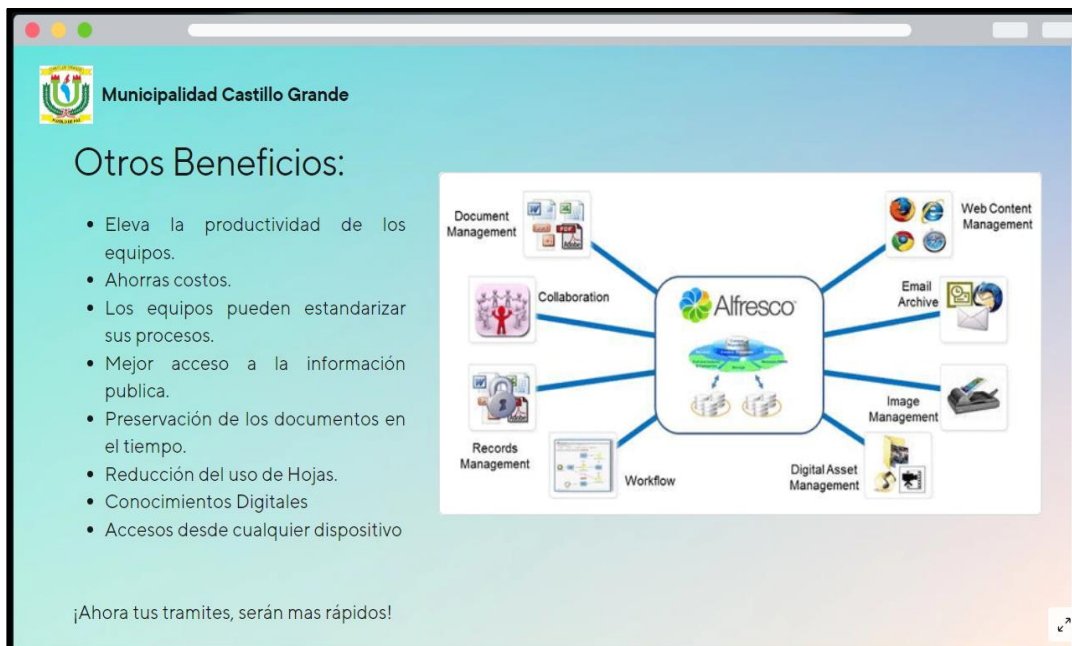 Municipalidad Castillo Grande
Otros Beneficios:
• Eleva la productividad de los
equipos.
• Ahorras costos.
• Los equipos pueden estandarizar
sus procesos.
• Mejor acceso a la información
publica.
• Preservación de los documentos en
el tiempo.
• Reducción del uso de Hojas.
• Conocimientos Digitales
• Accesos desde cualquier dispositivo
¡Ahora tus tramites, serán mas rápidos!
Document
Management
Collaboration
Records
Management
Workflow
Alfresco
Web Content
Management
Email
Archive
Image
Management
Digital Asset
Management
PDF
Adobe